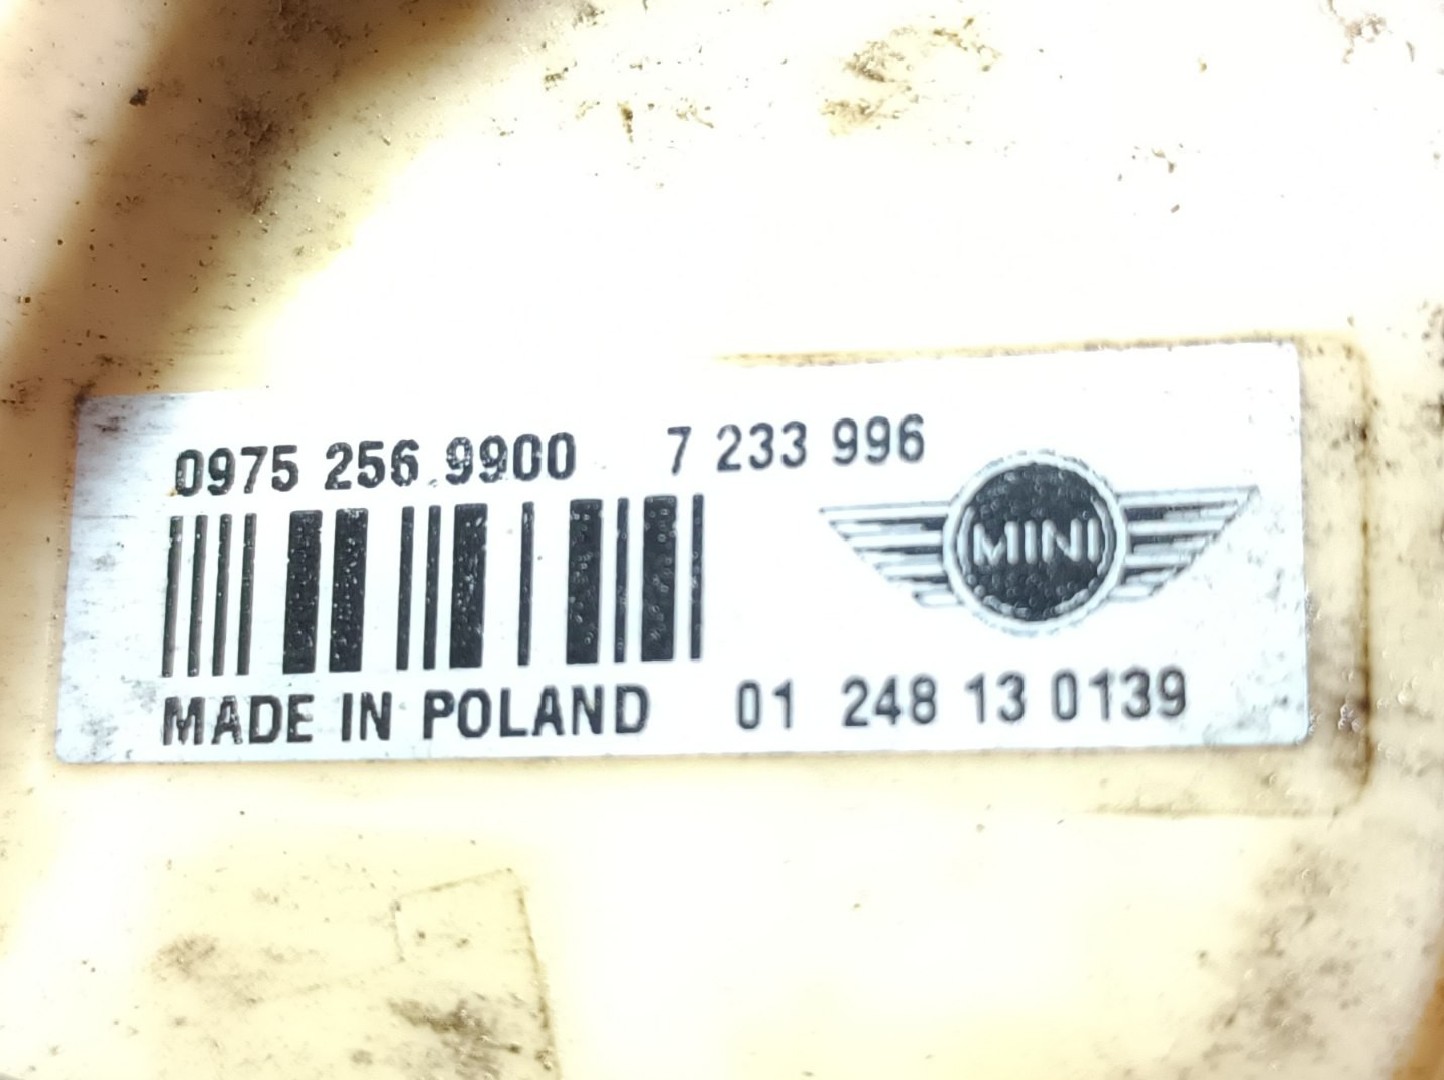 0975 256 9900 7 233 996
MINI
MADE IN POLAND 01 248 13 0139